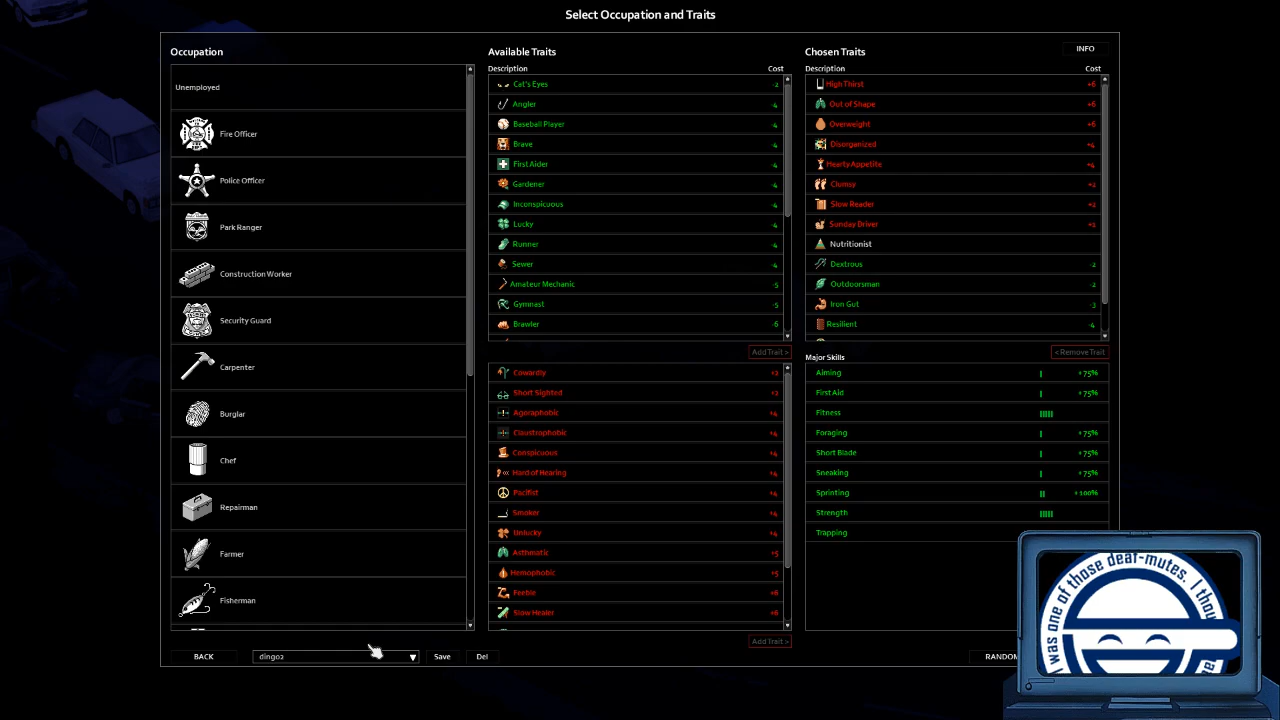 Select Occupation and Traits
Occupation
Unemployed
Fire Officer
Police Officer
Park Ranger
Construction Worker
Security Guard
Carpenter
Burglar
Chef
Repairman
Farmer
Fisherman
BACK
dingo2
Save
Del
Available Traits
Description Cost
Cat's Eyes -2
Angler -4
Baseball Player -4
Brave -4
First Aider -4
Gardener -4
Inconspicuous -4
Lucky -4
Runner -4
Sewer -4
Amateur Mechanic -5
Gymnast -5
Brawler -6
Add Trait >
Cowardly +2
Short Sighted +2
Agoraphobic +4
Claustrophobic +4
Conspicuous +4
Hard of Hearing +4
Pacifist +4
Smoker +4
Unlucky +4
Asthmatic +5
Hemophobic +5
Feeble +6
Slow Healer +6
Add Trait >
Chosen Traits
INFO
Description Cost
High Thirst +6
Out of Shape +6
Overweight +6
Disorganized +4
Hearty Appetite +4
Clumsy +2
Slow Reader +2
Sunday Driver +1
Nutritionist
Dextrous -2
Outdoorsman -2
Iron Gut -3
Resilient -4
< Remove Trait
Major Skills
Aiming +75%
First Aid +75%
Fitness
Foraging +75%
Short Blade +75%
Sneaking +75%
Sprinting +100%
Strength
Trapping
RANDOM
I was one of those deaf-mutes. I thou